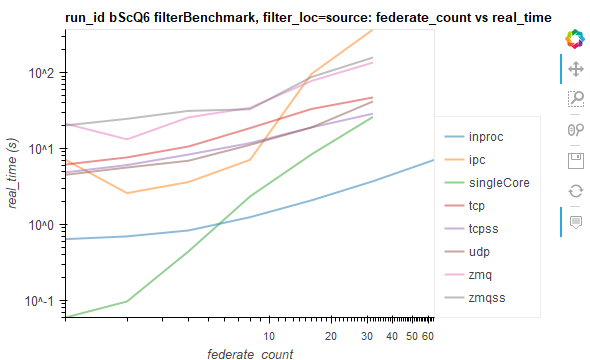 run_id bScQ6 filterBenchmark, filter_loc=source: federate_count vs real_time
real_time (s)
10^2
10^1
10^0
10^-1
10
20
30
40
50
60
federate_count
inproc
ipc
singleCore
tcp
tcpss
udp
zmq
zmqss